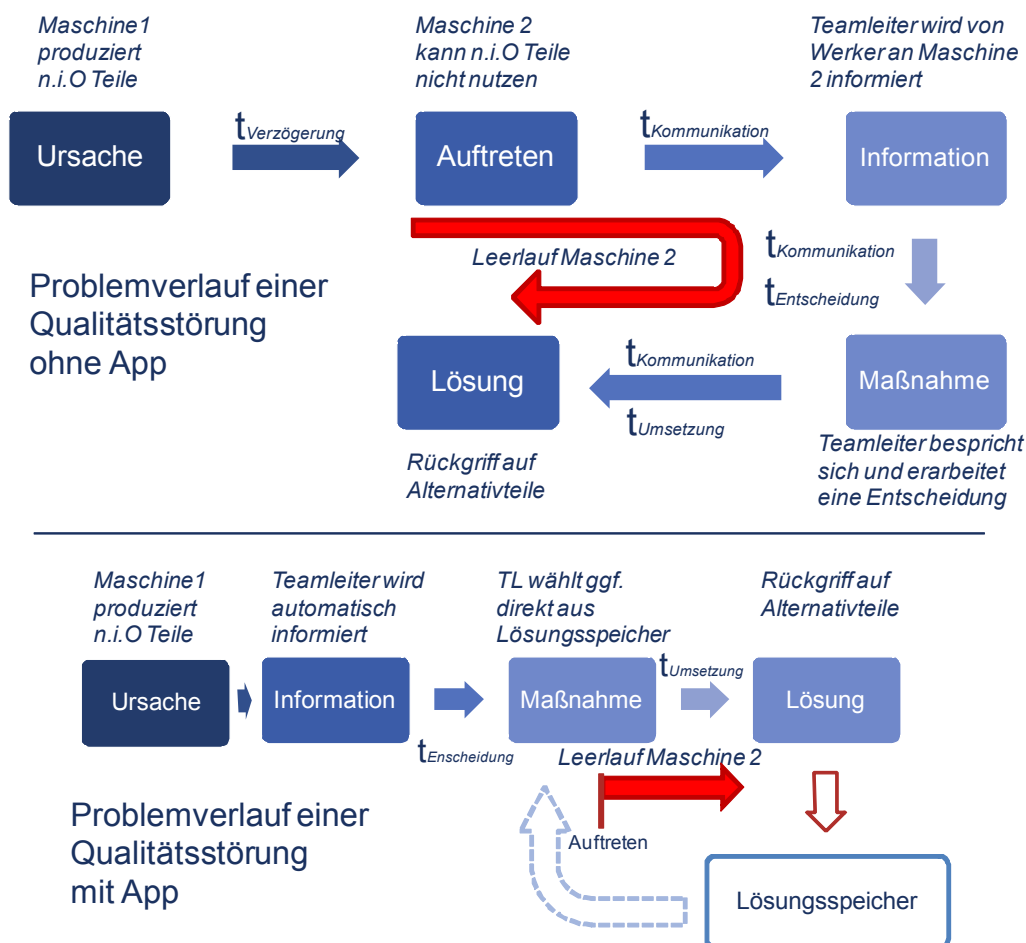 Maschine1
produziert
n.i.O Teile
Maschine 2
kann n.i.O Teile
nicht nutzen
Teamleiter wird von
Werker an Maschine
2 informiert
Ursache
tVerzögerung
Auftreten
tKommunikation
Information
Leerlauf Maschine 2
tKommunikation
tEntscheidung
Problemverlauf einer
Qualitätsstörung
ohne App
Lösung
tKommunikation
tUmsetzung
Maßnahme
Rückgriff auf
Alternativteile
Teamleiter bespricht
sich und erarbeitet
eine Entscheidung
Maschine1
produziert
n.i.O Teile
Teamleiter wird
automatisch
informiert
TL wählt ggf.
direkt aus
Lösungsspeicher
Rückgriff auf
Alternativteile
Ursache
Information
tEnscheidung
Maßnahme
tUmsetzung
Lösung
Leerlauf Maschine 2
Auftreten
Problemverlauf einer
Qualitätsstörung
mit App
Lösungsspeicher